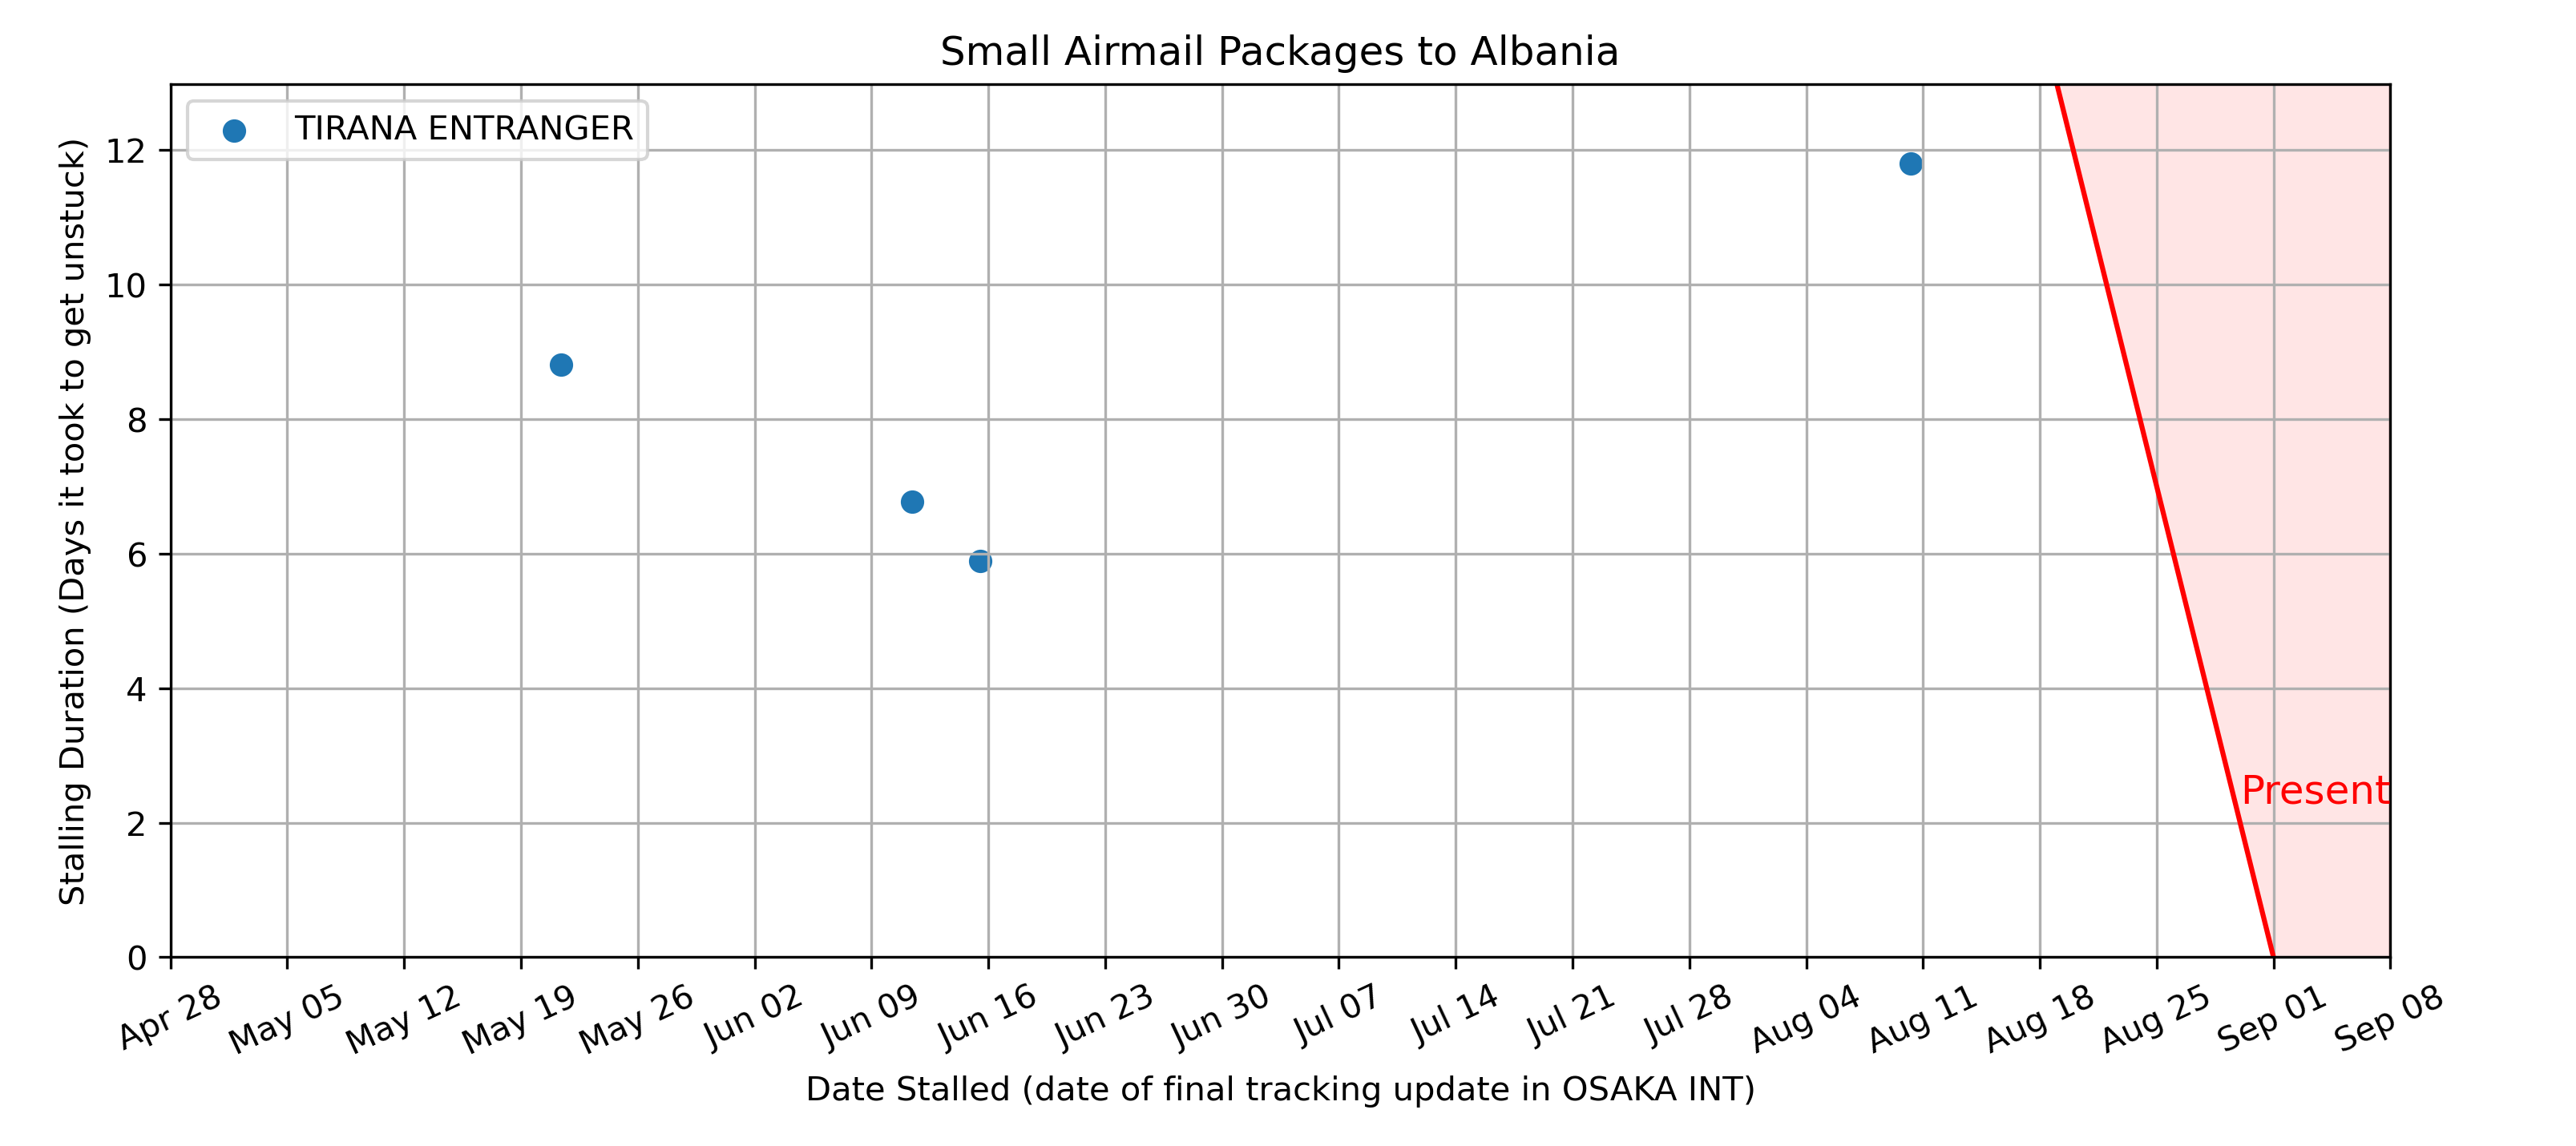 Small Airmail Packages to Albania
TIRANA ENTRANGER
Stalling Duration (Days it took to get unstuck)
12
10
8
6
4
2
0
Present
Apr 28
May 05
May 12
May 19
May 26
Jun 02
Jun 09
Jun 16
Jun 23
Jun 30
Jul 07
Jul 14
Jul 21
Jul 28
Aug 04
Aug 11
Aug 18
Aug 25
Sep 01
Sep 08
Date Stalled (date of final tracking update in OSAKA INT)